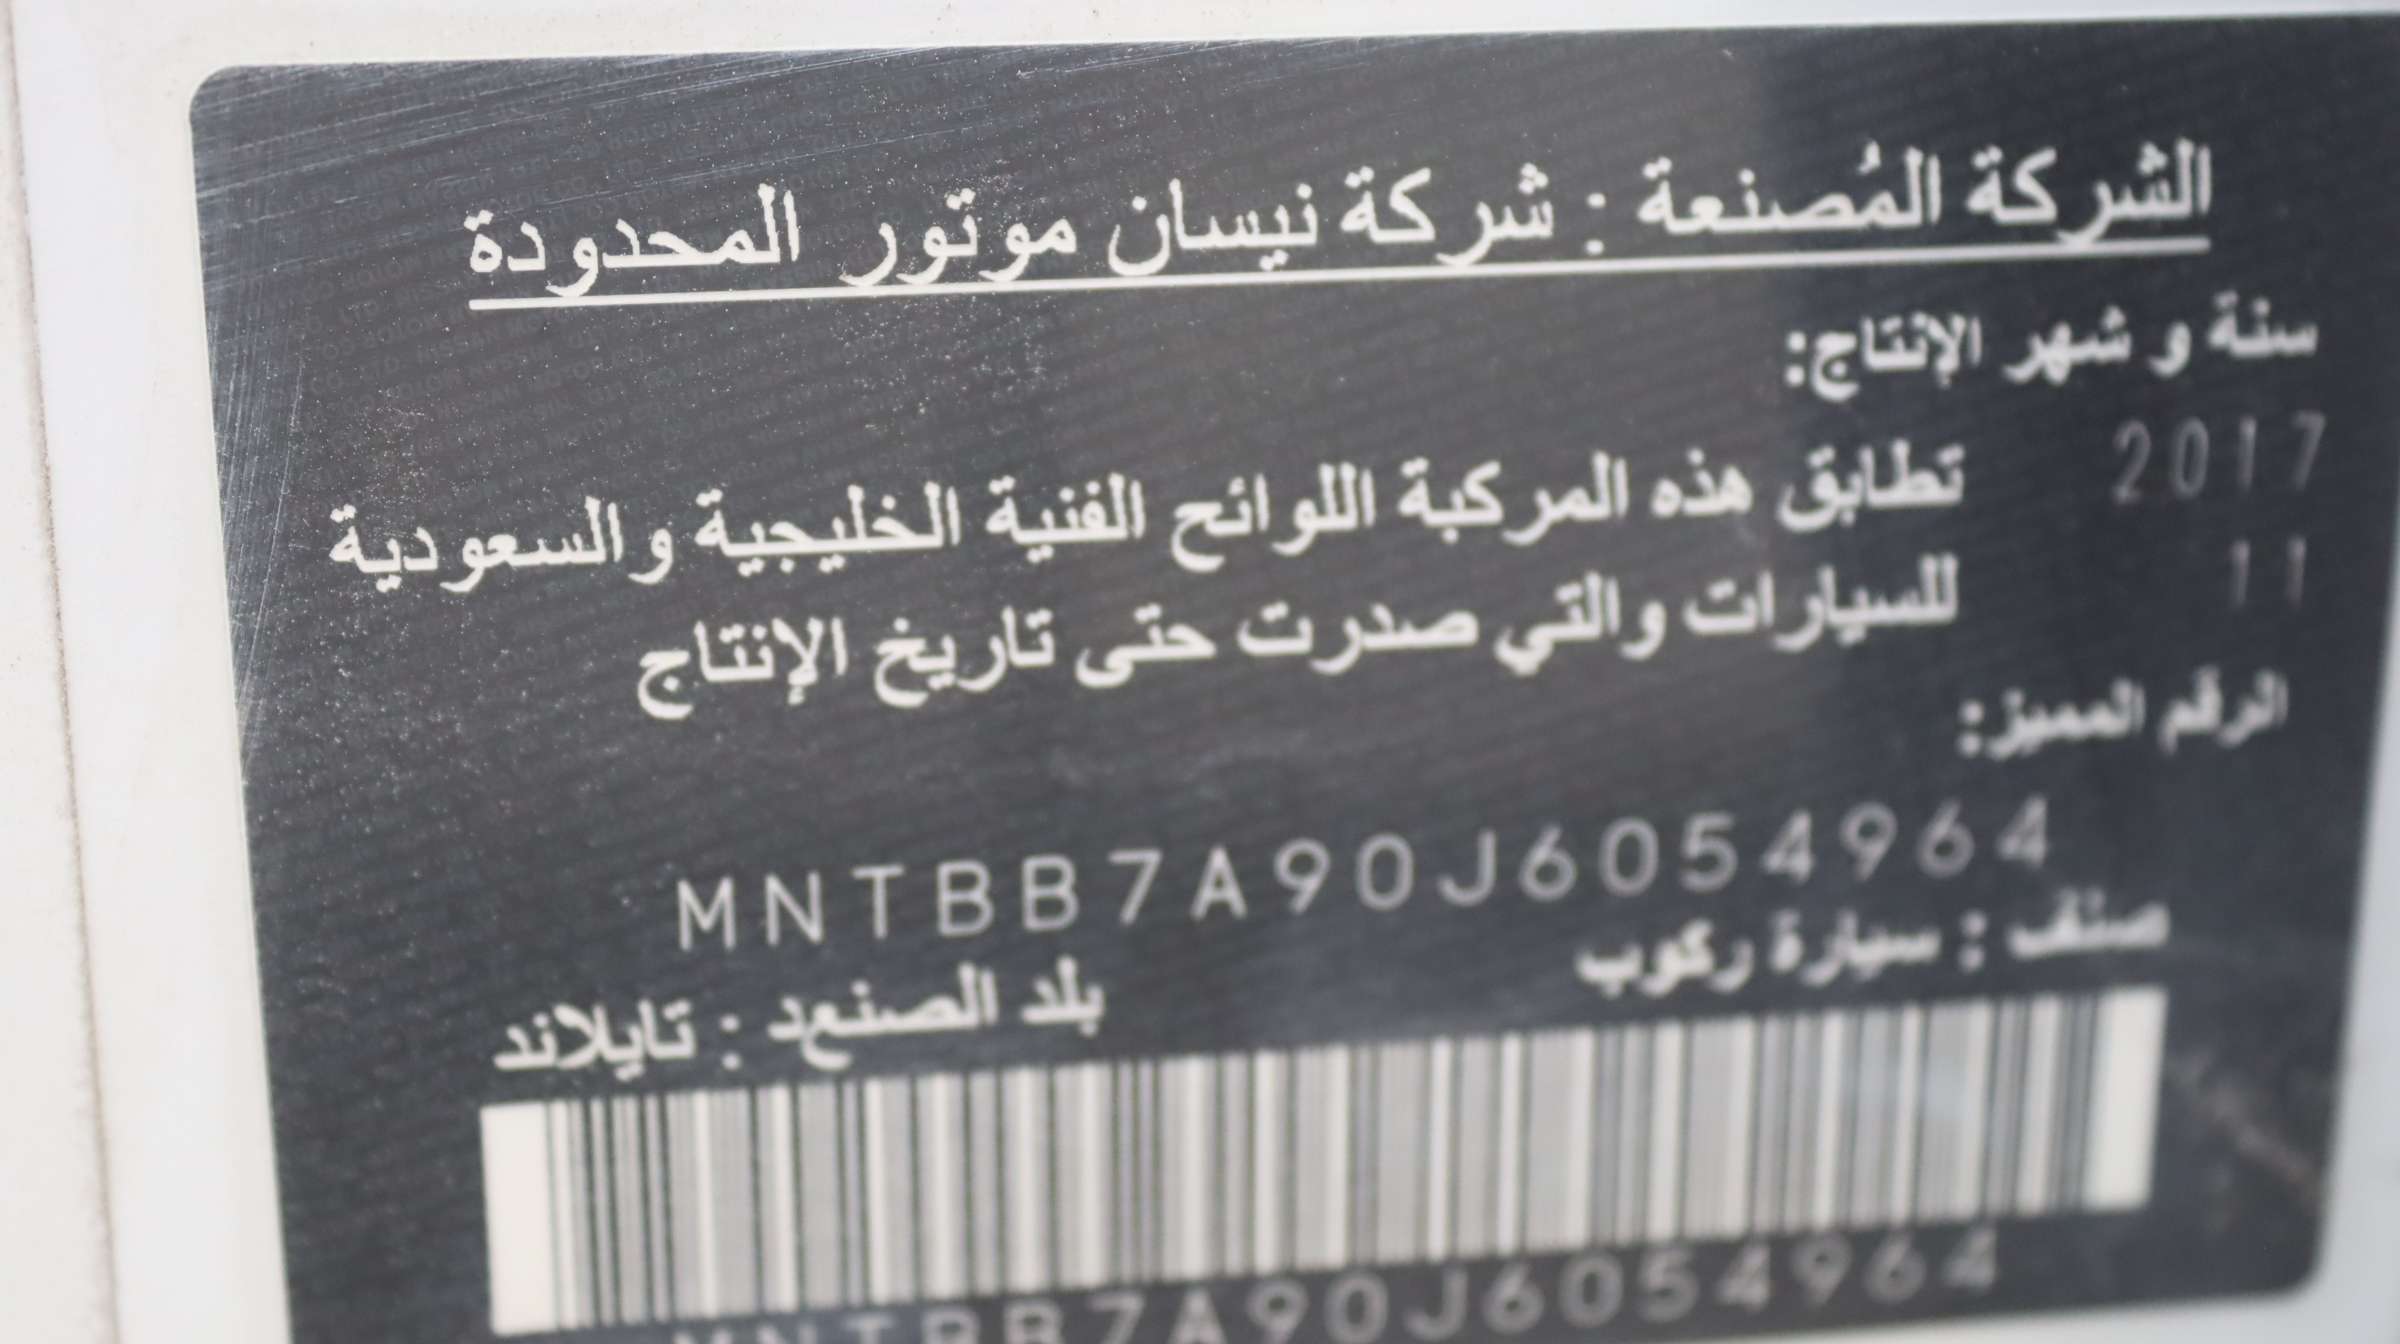 الشركة المُصنعة : شركة نيسان موتور المحدودة
سنة و شهر الإنتاج:
2017 تطابق هذه المركبة اللوائح الفنية الخليجية والسعودية
11 للسيارات والتي صدرت حتى تاريخ الإنتاج
الرقم المميز:
MNTBB7A90J6054964
صنف : سيارة ركوب
بلد الصنعد : تايلاند
MNTBB7A90J6054964